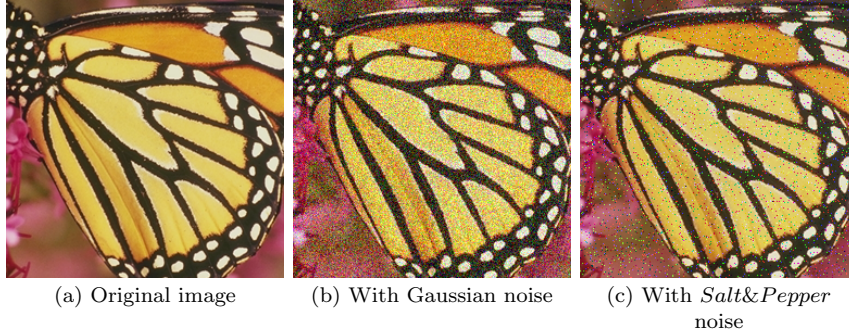 (a) Original image
(b) With Gaussian noise
(c) With Salt&Pepper
noise